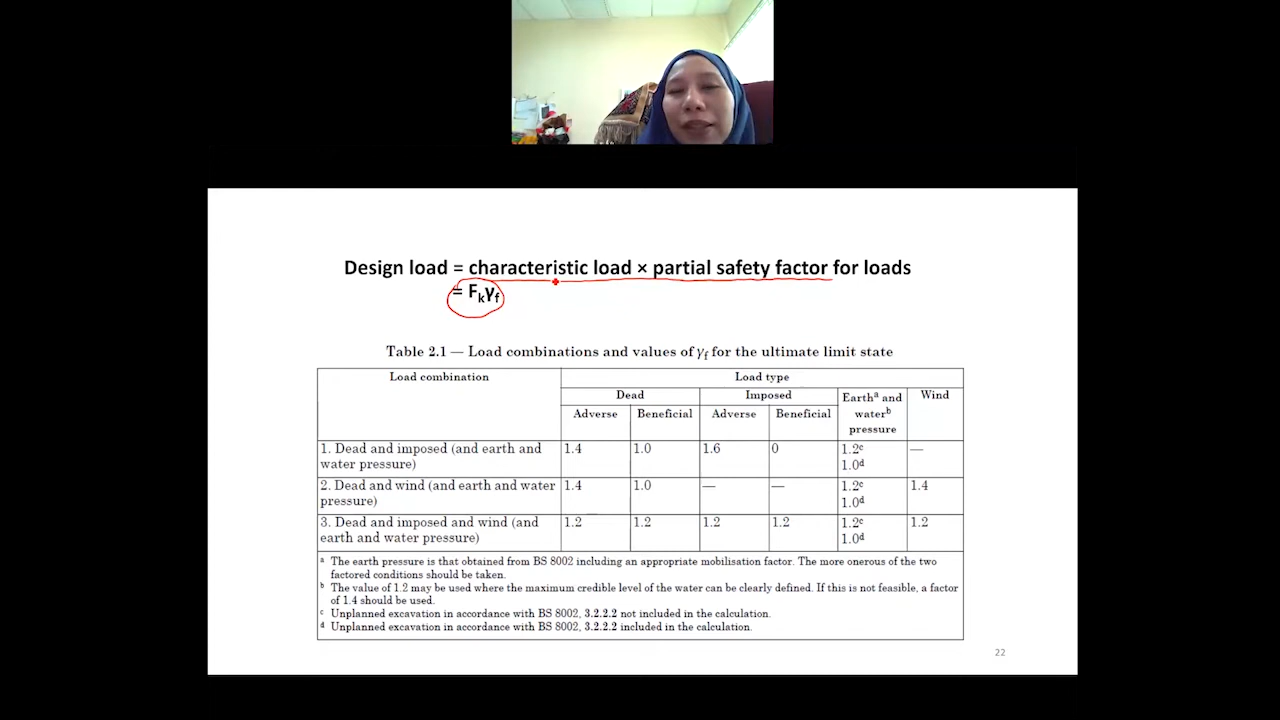 Design load = characteristic load × partial safety factor for loads
= Fkγf
Table 2.1 — Load combinations and values of γf for the ultimate limit state
Load combination
Load type
Dead
Imposed
Earthª and waterᵇ pressure
Wind
Adverse
Beneficial
Adverse
Beneficial
1. Dead and imposed (and earth and water pressure)
1.4
1.0
1.6
0
1.2ᶜ
1.0ᵈ
—
2. Dead and wind (and earth and water pressure)
1.4
1.0
—
—
1.2ᶜ
1.0ᵈ
1.4
3. Dead and imposed and wind (and earth and water pressure)
1.2
1.2
1.2
1.2
1.2ᶜ
1.0ᵈ
1.2
a The earth pressure is that obtained from BS 8002 including an appropriate mobilisation factor. The more onerous of the two
factored conditions should be taken.
b The value of 1.2 may be used where the maximum credible level of the water can be clearly defined. If this is not feasible, a factor
of 1.4 should be used.
c Unplanned excavation in accordance with BS 8002, 3.2.2.2 not included in the calculation.
d Unplanned excavation in accordance with BS 8002, 3.2.2.2 included in the calculation.
22